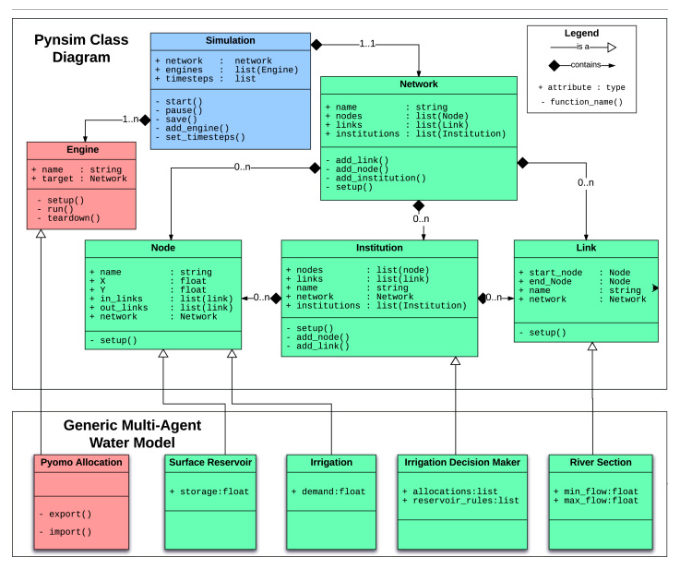 Pynsim Class
Diagram
Simulation
+ network : network
+ engines : list(Engine)
+ timesteps : list
- start()
- pause()
- save()
- add_engine()
- set_timesteps()
1..1
Legend
is a
contains
+ attribute : type
- function_name()
Network
+ name : string
+ nodes : list(Node)
+ links : list(Link)
+ institutions : list(Institution)
- add_link()
- add_node()
- add_institution()
- setup()
1..n
Engine
+ name : string
+ target : Network
- setup()
- run()
- teardown()
0..n
0..n
0..n
Node
+ name : string
+ X : float
+ Y : float
+ in_links : list(link)
+ out_links : list(link)
+ network : Network
- setup()
0..n
Institution
+ nodes : list(node)
+ links : list(link)
+ name : string
+ network : Network
+ institutions : list(Institution)
- setup()
- add_node()
- add_link()
0..n
Link
+ start_node : Node
+ end_Node : Node
+ name : string
+ network : Network
- setup()
Generic Multi-Agent
Water Model
Pyomo Allocation
- export()
- import()
Surface Reservoir
+ storage:float
Irrigation
+ demand:float
Irrigation Decision Maker
+ allocations:list
+ reservoir_rules:list
River Section
+ min_flow:float
+ max_flow:float